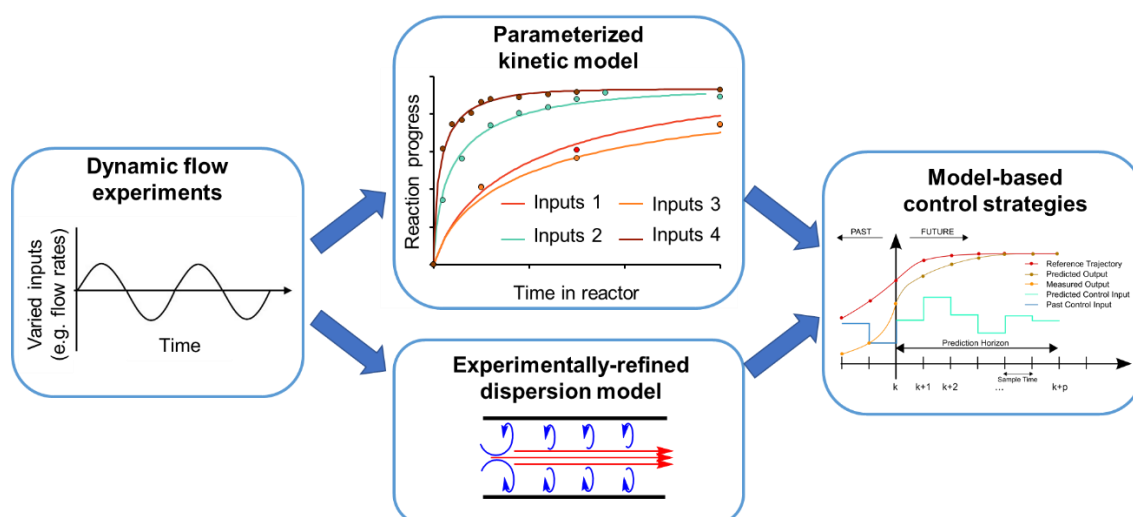 Dynamic flow
experiments
Varied inputs
(e.g. flow rates)
Time
Parameterized
kinetic model
Reaction progress
Inputs 1
Inputs 3
Inputs 2
Inputs 4
Time in reactor
Experimentally-refined
dispersion model
Model-based
control strategies
PAST
FUTURE
Reference Trajectory
Predicted Output
Measured Output
Predicted Control Input
Past Control Input
Prediction Horizon
Sample Time
k
k+1
k+2
...
k+p